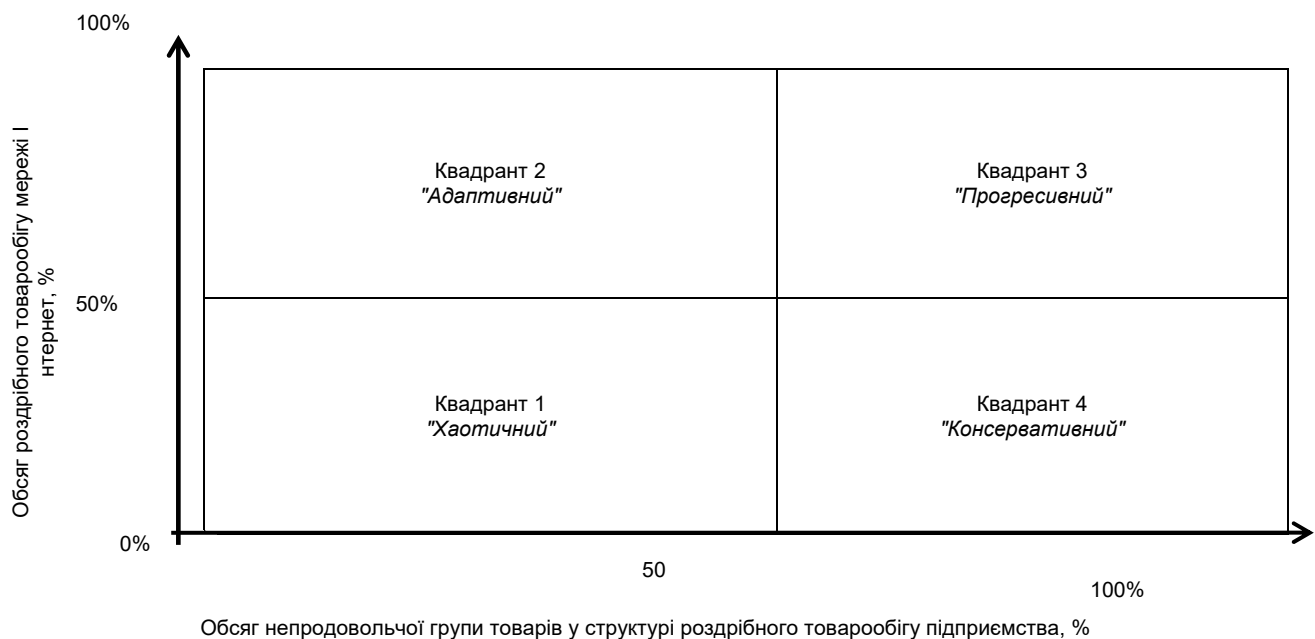 100%
Обсяг роздрібного товарообігу мережі І
нтернет, %
Квадрант 2
"Адаптивний"
Квадрант 3
"Прогресивний"
50%
Квадрант 1
"Хаотичний"
Квадрант 4
"Консервативний"
0%
50
100%
Обсяг непродовольчої групи товарів у структурі роздрібного товарообігу підприємства, %